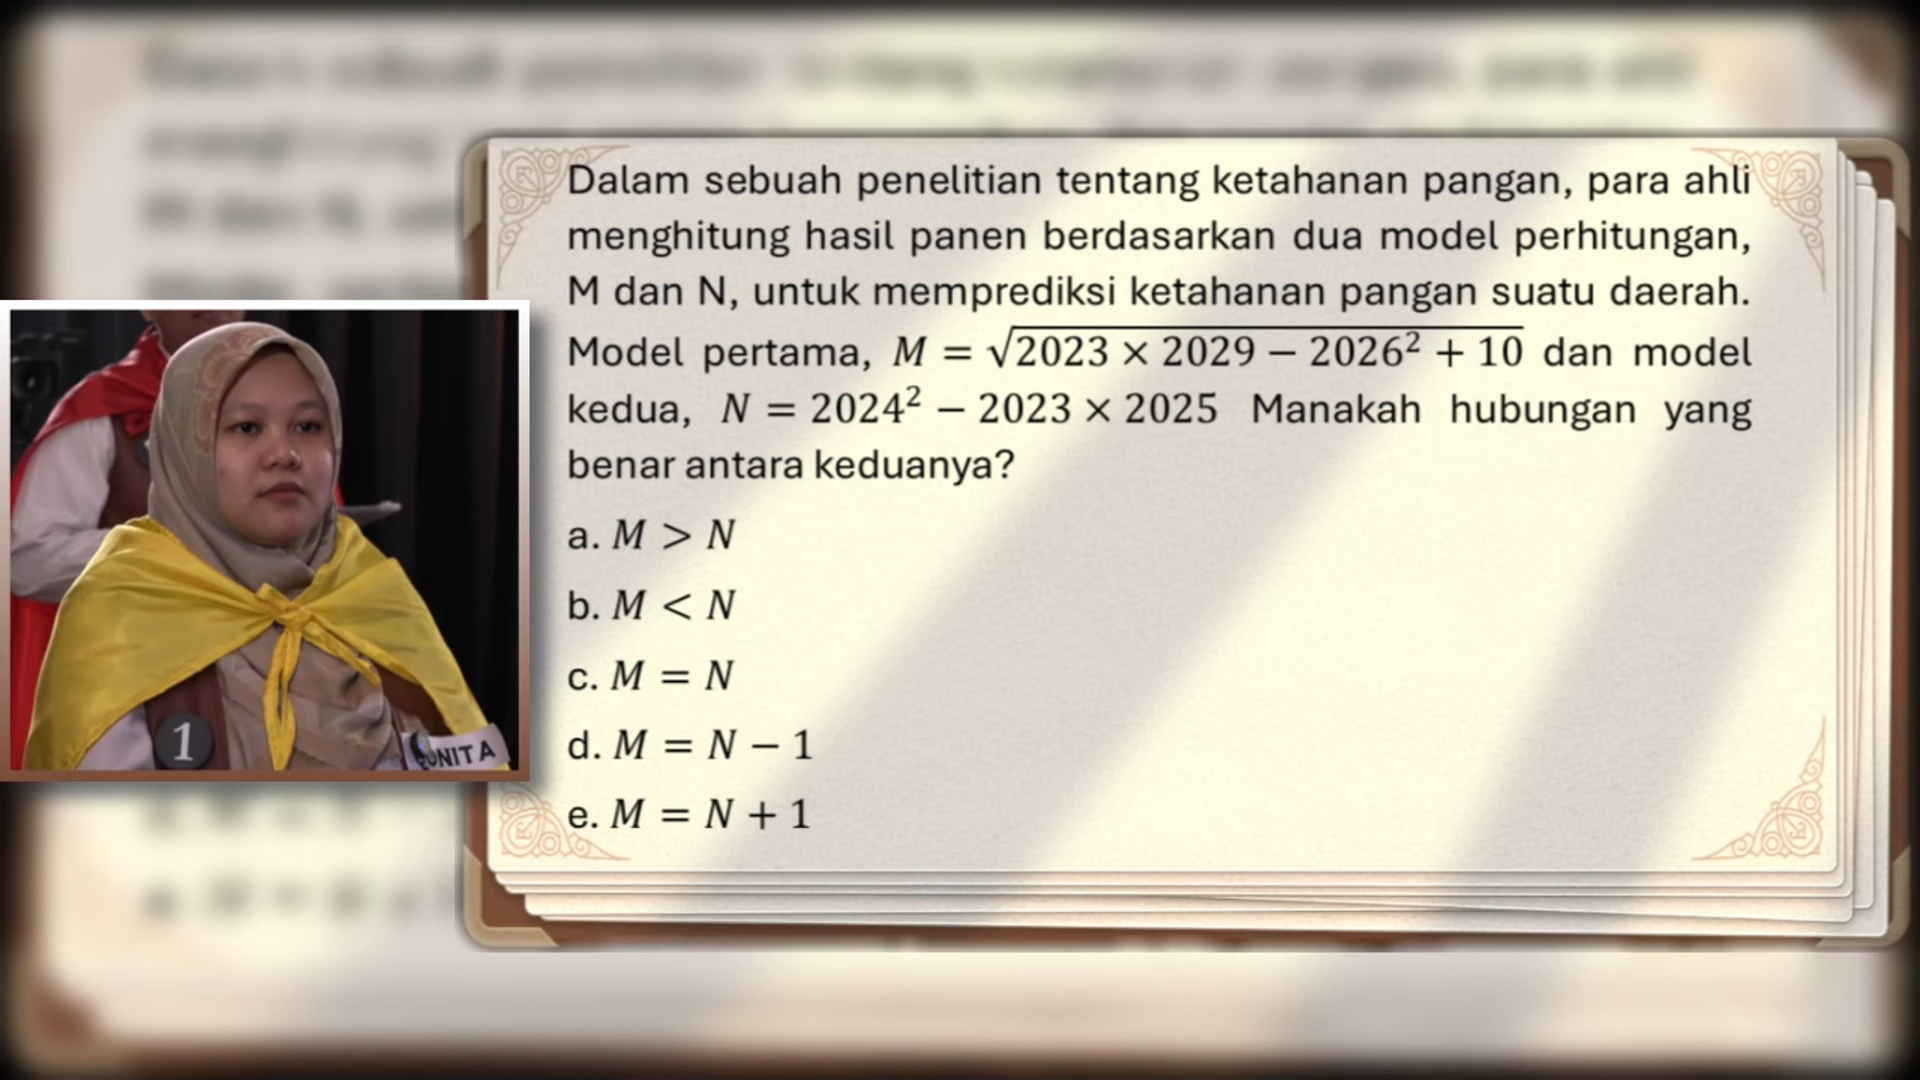 Dalam sebuah penelitian tentang ketahanan pangan, para ahli
menghitung hasil panen berdasarkan dua model perhitungan,
M dan N, untuk memprediksi ketahanan pangan suatu daerah.
Model pertama, M = √2023 × 2029 − 2026² + 10 dan model
kedua, N = 2024² − 2023 × 2025 Manakah hubungan yang
benar antara keduanya?
a. M > N
b. M < N
c. M = N
d. M = N − 1
e. M = N + 1
1